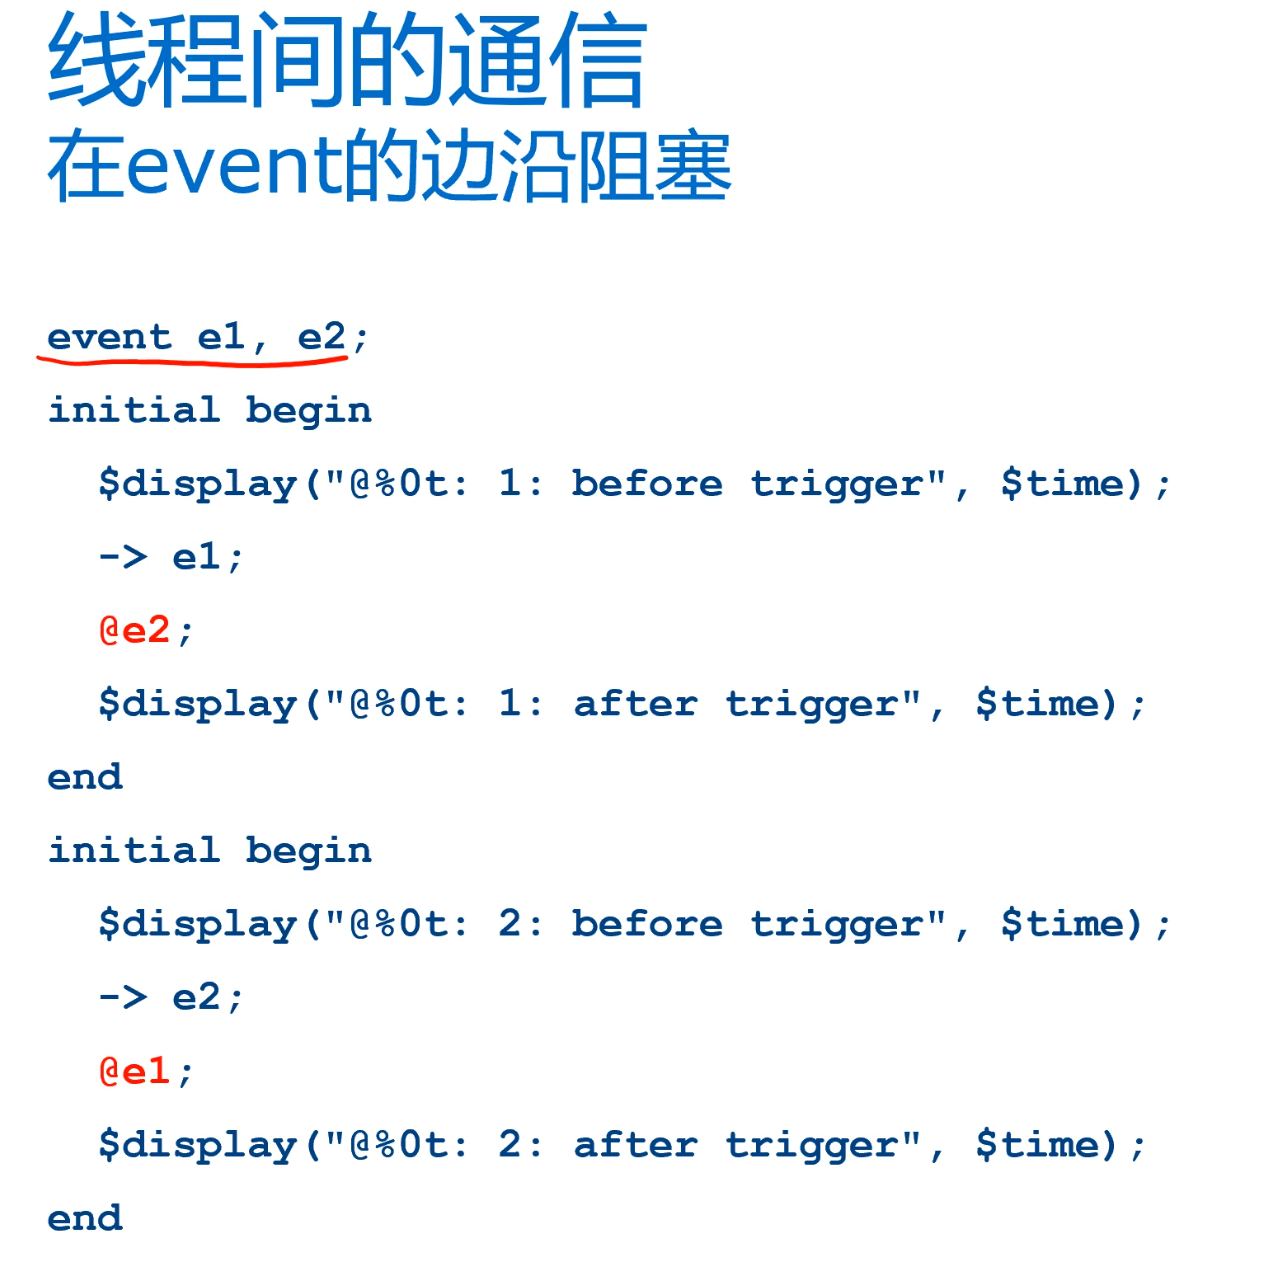 线程间的通信
在event的边沿阻塞
event e1, e2;
initial begin
$display("@%0t: 1: before trigger", $time);
-> e1;
@e2;
$display("@%0t: 1: after trigger", $time);
end
initial begin
$display("@%0t: 2: before trigger", $time);
-> e2;
@e1;
$display("@%0t: 2: after trigger", $time);
end